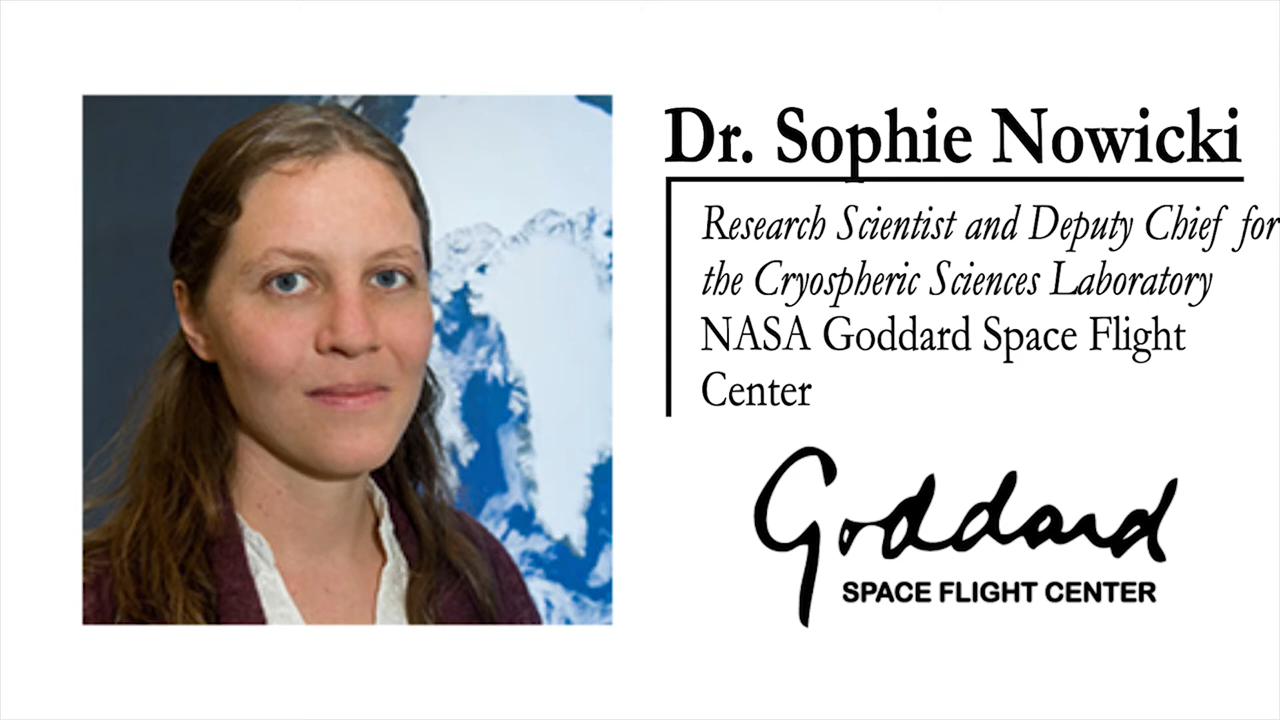 Dr. Sophie Nowicki
Research Scientist and Deputy Chief for
the Cryospheric Sciences Laboratory
NASA Goddard Space Flight
Center
Goddard
SPACE FLIGHT CENTER